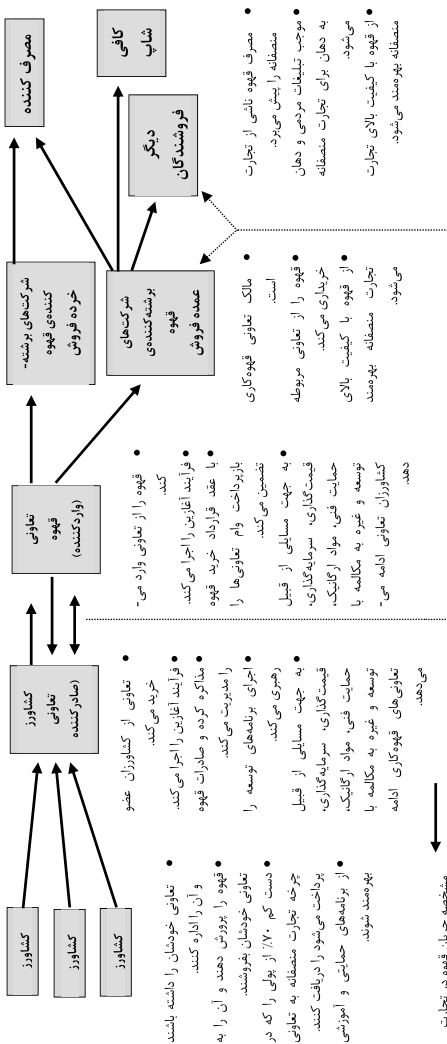 کشاورز
کشاورز
کشاورز
کشاورز
تعاونی
(صادرکننده
تعاونی
قهوه
(واردکننده)
شرکت‌های برشته-
کننده‌ی قهوه
خرده فروش
شرکت‌های
برشته‌کننده‌ی
قهوه
عمده فروش
مصرف کننده
کافی
شاپ
فروشندگان
دیگر
• تعاونی خودشان را داشته باشند
و آن را اداره کنند.
• قهوه را پرورش دهند و آن را به
تعاونی خودشان بفروشند.
• دست کم ۷۰٪ از پولی را که در
چرخه تجارت منصفانه به تعاونی
پرداخت می‌شود را دریافت کنند.
• از برنامه‌های حمایتی و آموزشی
بهره‌مند شوند.
• تعاونی از کشاورزان عضو
خرید می‌کند.
• فرآیند آغازین را اجرا می‌کند.
• مذاکره کرده و صادرات قهوه
را مدیریت می‌کند.
• اجرای برنامه‌های توسعه را
رهبری می‌کند.
• به جهت مسایلی از قبیل
قیمت‌گذاری، سرمایه‌گذاری،
حمایت فنی، مواد ارگانیک،
توسعه و غیره به مکالمه با
تعاونی‌های قهوه‌کاری ادامه
می‌دهد.
• قهوه را از تعاونی وارد می-
کند.
• فرآیند آغازین را اجرا می‌کند.
• با عقد قرارداد خرید قهوه
بازپرداخت وام تعاونی‌ها را
تضمین می‌کند.
• به جهت مسایلی از قبیل
قیمت‌گذاری، سرمایه‌گذاری،
حمایت فنی، مواد ارگانیک،
توسعه و غیره به مکالمه با
کشاورزان تعاونی ادامه می-
دهد.
• مالک تعاونی قهوه‌کاری
است.
• قهوه را از تعاونی مربوطه
خریداری می‌کند.
• از قهوه با کیفیت بالای
تجارت منصفانه بهره‌مند
می‌شود.
• مصرف قهوه ناشی از تجارت
منصفانه را پیش می‌برد.
• موجب تبلیغات مردمی و دهان
به دهان برای تجارت منصفانه
می‌شود.
• از قهوه با کیفیت بالای تجارت
منصفانه بهره‌مند می‌شود.
مشخصه جریان قهوه در تجارت